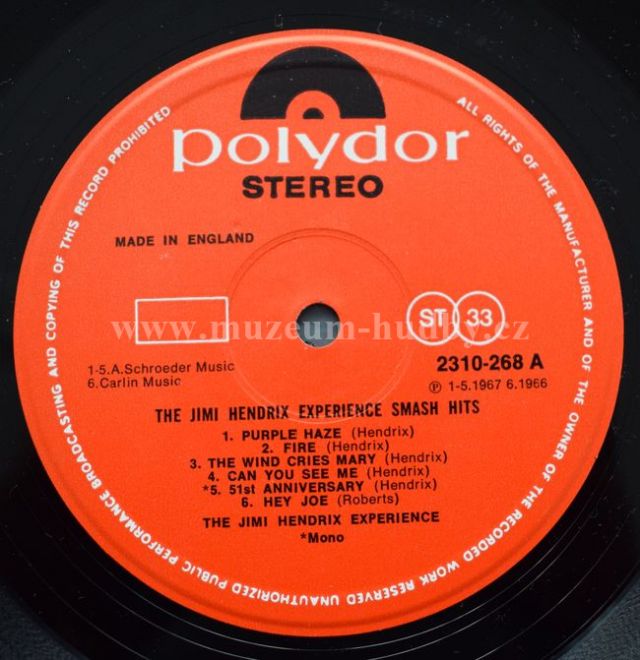 polydor
STEREO
MADE IN ENGLAND
ST 33
www.muzeum-hudby.cz
1-5.A.Schroeder Music
6.Carlin Music
2310-268 A
℗ 1-5.1967 6.1966
THE JIMI HENDRIX EXPERIENCE SMASH HITS
1. PURPLE HAZE (Hendrix)
2. FIRE (Hendrix)
3. THE WIND CRIES MARY (Hendrix)
4. CAN YOU SEE ME (Hendrix)
*5. 51st ANNIVERSARY (Hendrix)
6. HEY JOE (Roberts)
THE JIMI HENDRIX EXPERIENCE
*Mono
ALL RIGHTS OF THE MANUFACTURER AND OF THE OWNER OF THE RECORDED WORK RESERVED UNAUTHORIZED PUBLIC PERFORMANCE BROADCASTING AND COPYING OF THIS RECORD PROHIBITED